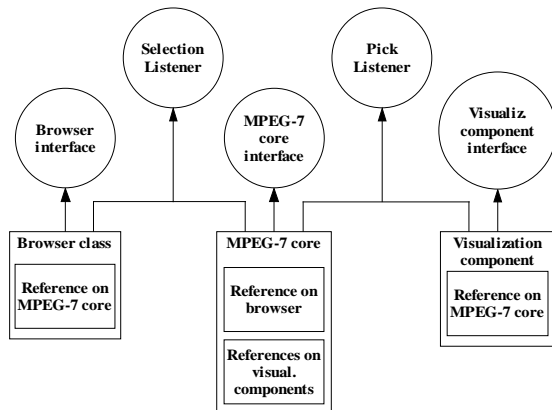 Selection
Listener
Pick
Listener
Browser
interface
MPEG-7
core
interface
Visualiz.
component
interface
Browser class
Reference on
MPEG-7 core
MPEG-7 core
Reference on
browser
References on
visual.
components
Visualization
component
Reference on
MPEG-7 core